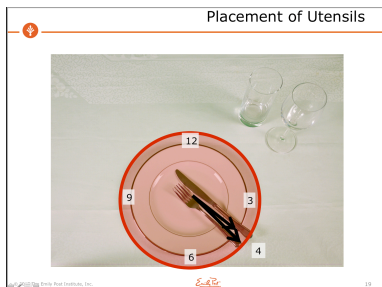 Placement of Utensils
12
9
3
4
6
Emily Post Institute, Inc.
Emily Post
19